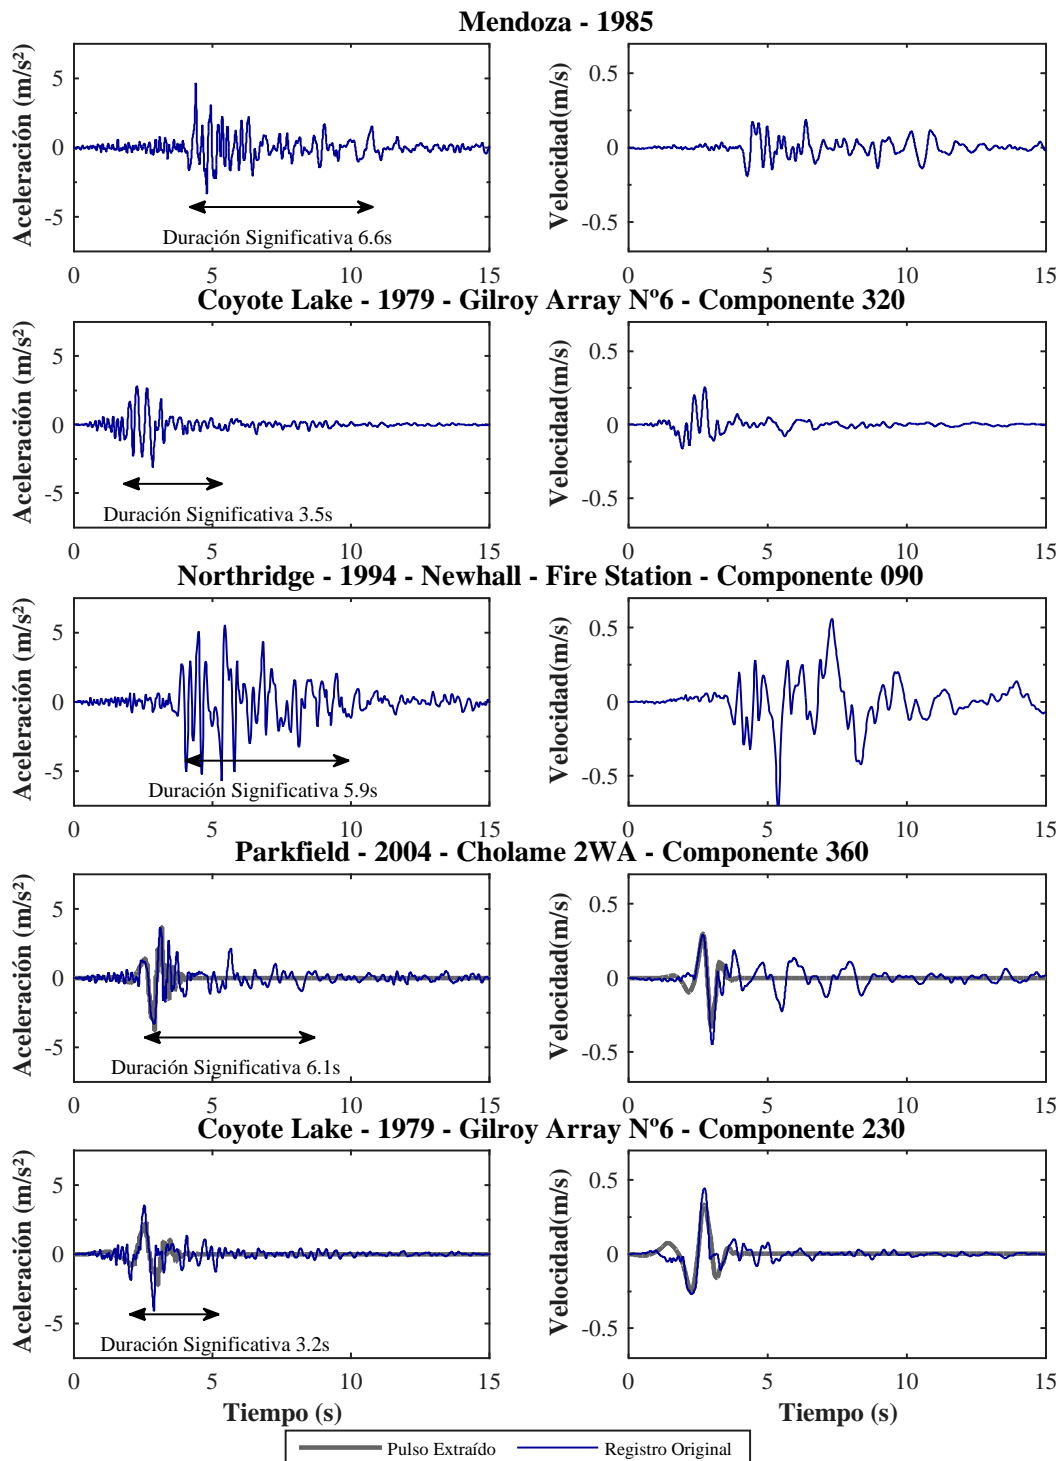 Mendoza - 1985
Aceleración (m/s²)
5
0
-5
Duración Significativa 6.6s
0 5 10 15
Velocidad(m/s)
0.5
0
-0.5
0 5 10 15
Coyote Lake - 1979 - Gilroy Array Nº6 - Componente 320
Aceleración (m/s²)
5
0
-5
Duración Significativa 3.5s
0 5 10 15
Velocidad(m/s)
0.5
0
-0.5
0 5 10 15
Northridge - 1994 - Newhall - Fire Station - Componente 090
Aceleración (m/s²)
5
0
-5
Duración Significativa 5.9s
0 5 10 15
Velocidad(m/s)
0.5
0
-0.5
0 5 10 15
Parkfield - 2004 - Cholame 2WA - Componente 360
Aceleración (m/s²)
5
0
-5
Duración Significativa 6.1s
0 5 10 15
Velocidad(m/s)
0.5
0
-0.5
0 5 10 15
Coyote Lake - 1979 - Gilroy Array Nº6 - Componente 230
Aceleración (m/s²)
5
0
-5
Duración Significativa 3.2s
0 5 10 15
Tiempo (s)
Velocidad(m/s)
0.5
0
-0.5
0 5 10 15
Tiempo (s)
Pulso Extraído Registro Original